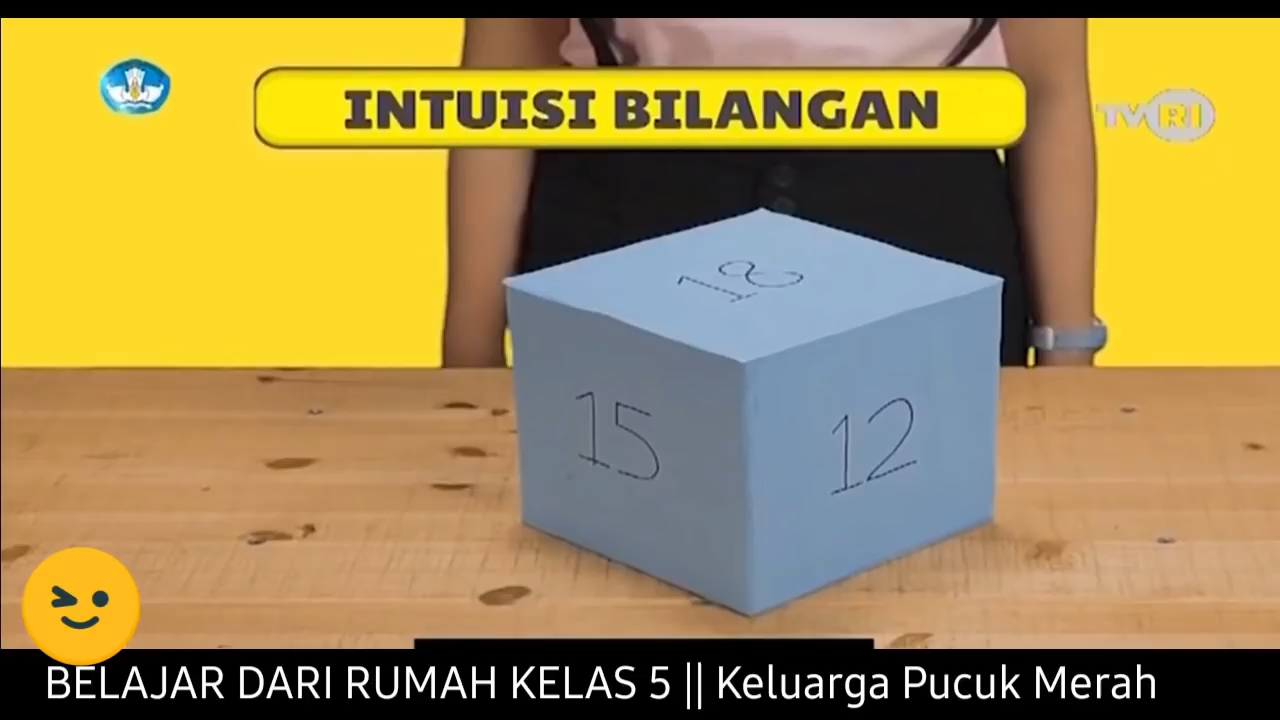 INTUISI BILANGAN
TVRI
18
15
12
BELAJAR DARI RUMAH KELAS 5 || Keluarga Pucuk Merah